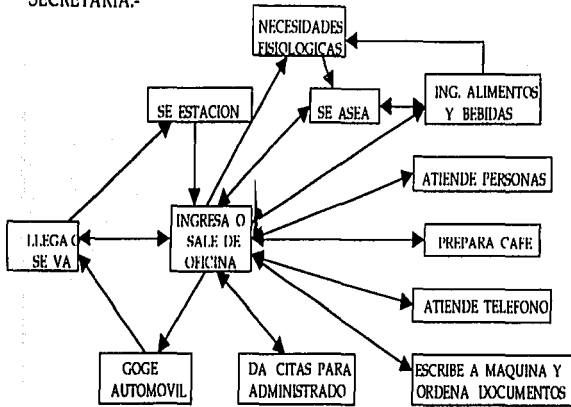 SECRETARIA.-
NECESIDADES
FISIOLOGICAS
ING. ALIMENTOS
Y BEBIDAS
SE ESTACION
SE ASEA
ATIENDE PERSONAS
INGRESA O
SALE DE
OFICINA
LLEGA O
SE VA
PREPARA CAFE
ATIENDE TELEFONO
GOGE
AUTOMOVIL
DA CITAS PARA
ADMINISTRADO
ESCRIBE A MAQUINA Y
ORDENA DOCUMENTOS